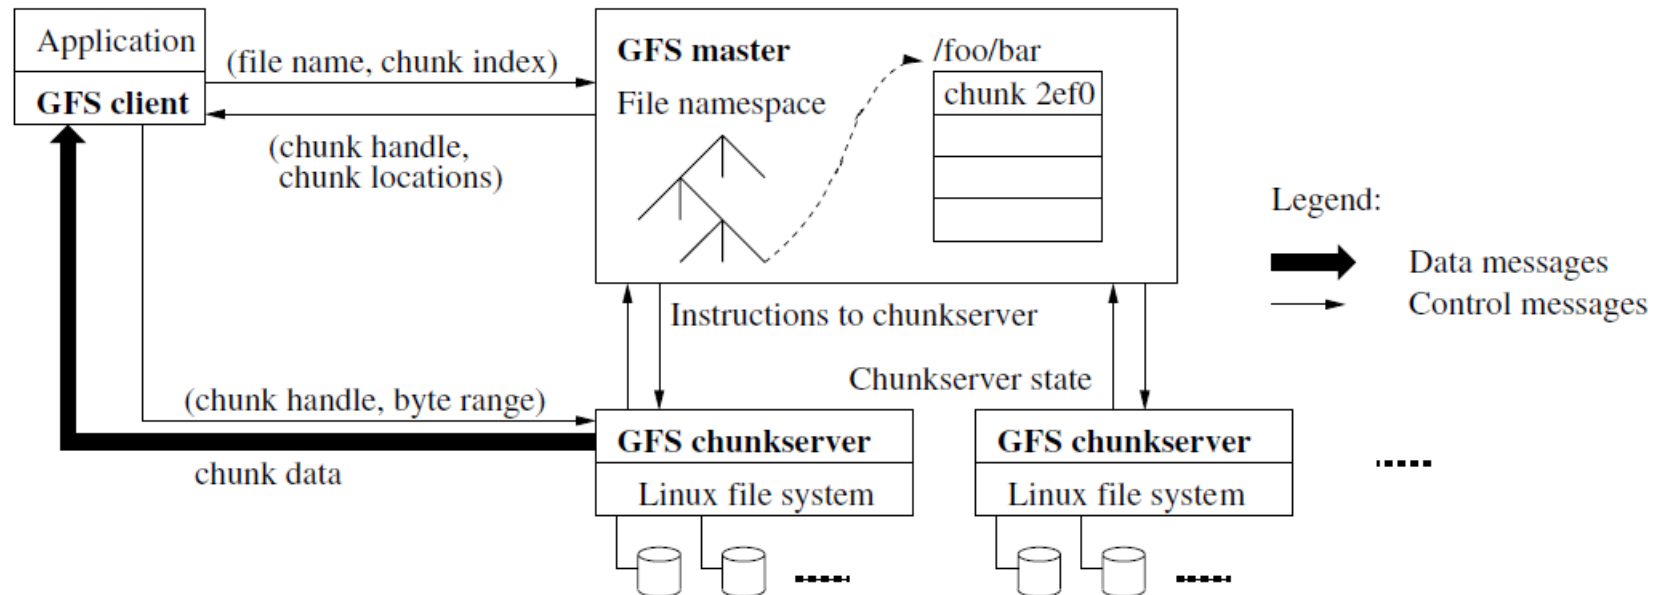 Application
GFS client
(file name, chunk index)
(chunk handle,
chunk locations)
GFS master
File namespace
/foo/bar
chunk 2ef0
Legend:
Data messages
Control messages
Instructions to chunkserver
Chunkserver state
(chunk handle, byte range)
chunk data
GFS chunkserver
Linux file system
GFS chunkserver
Linux file system